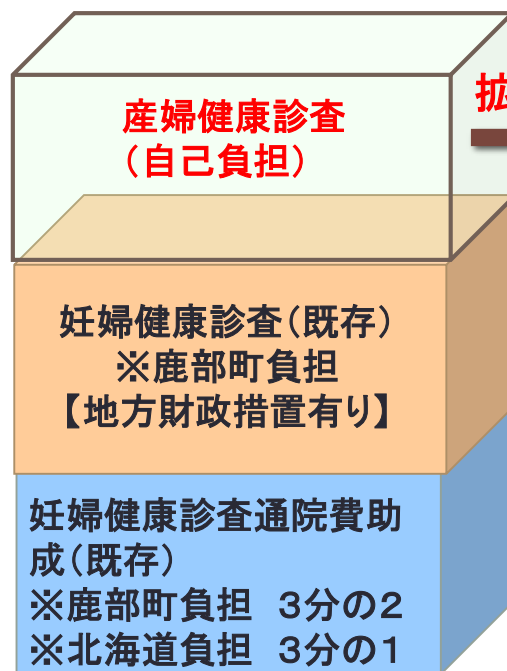 産婦健康診査
（自己負担）
拡
妊婦健康診査（既存）
※鹿部町負担
【地方財政措置有り】
妊婦健康診査通院費助
成（既存）
※鹿部町負担　３分の２
※北海道負担　３分の１